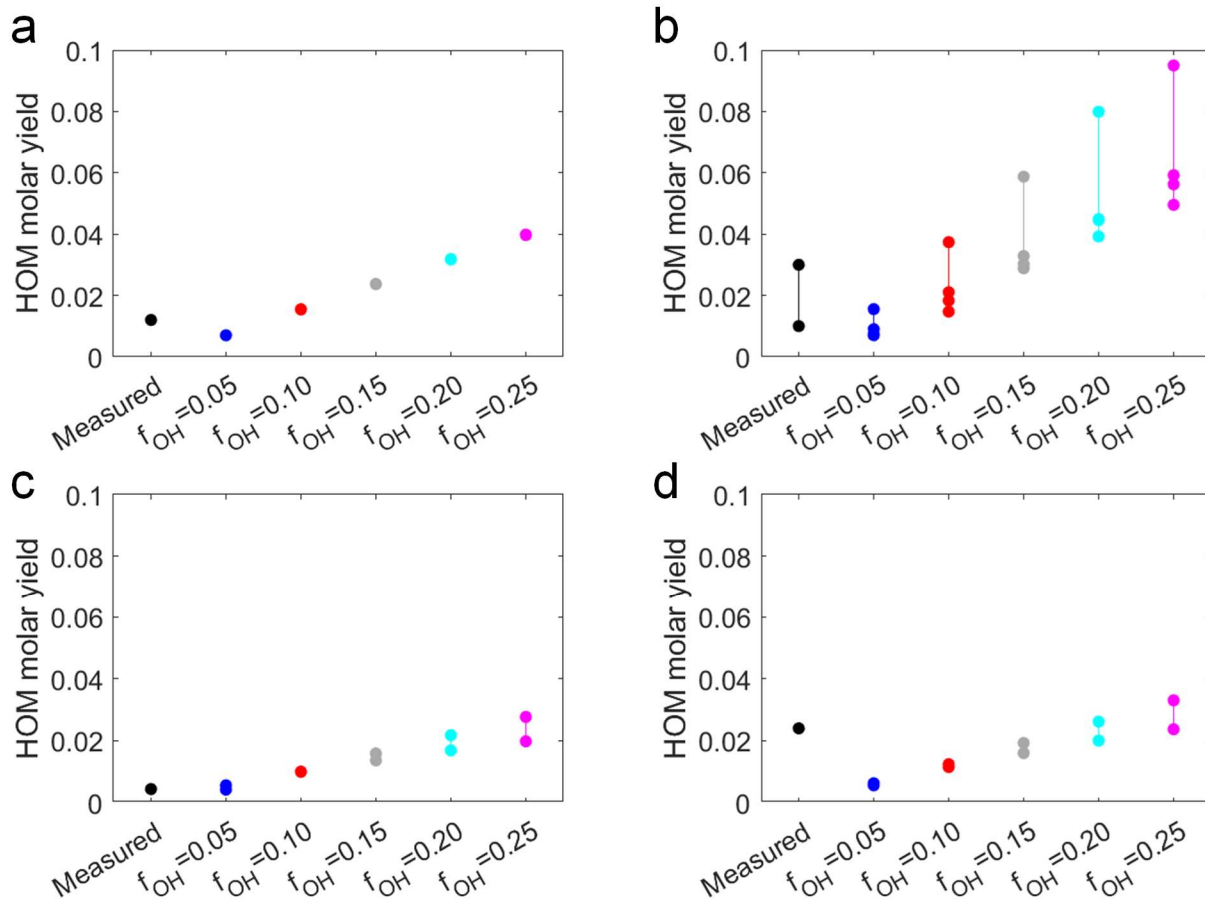 a
HOM molar yield
0.1
0.08
0.06
0.04
0.02
0
Measured
fOH=0.05
fOH=0.10
fOH=0.15
fOH=0.20
fOH=0.25
b
HOM molar yield
0.1
0.08
0.06
0.04
0.02
0
Measured
fOH=0.05
fOH=0.10
fOH=0.15
fOH=0.20
fOH=0.25
c
HOM molar yield
0.1
0.08
0.06
0.04
0.02
0
Measured
fOH=0.05
fOH=0.10
fOH=0.15
fOH=0.20
fOH=0.25
d
HOM molar yield
0.1
0.08
0.06
0.04
0.02
0
Measured
fOH=0.05
fOH=0.10
fOH=0.15
fOH=0.20
fOH=0.25